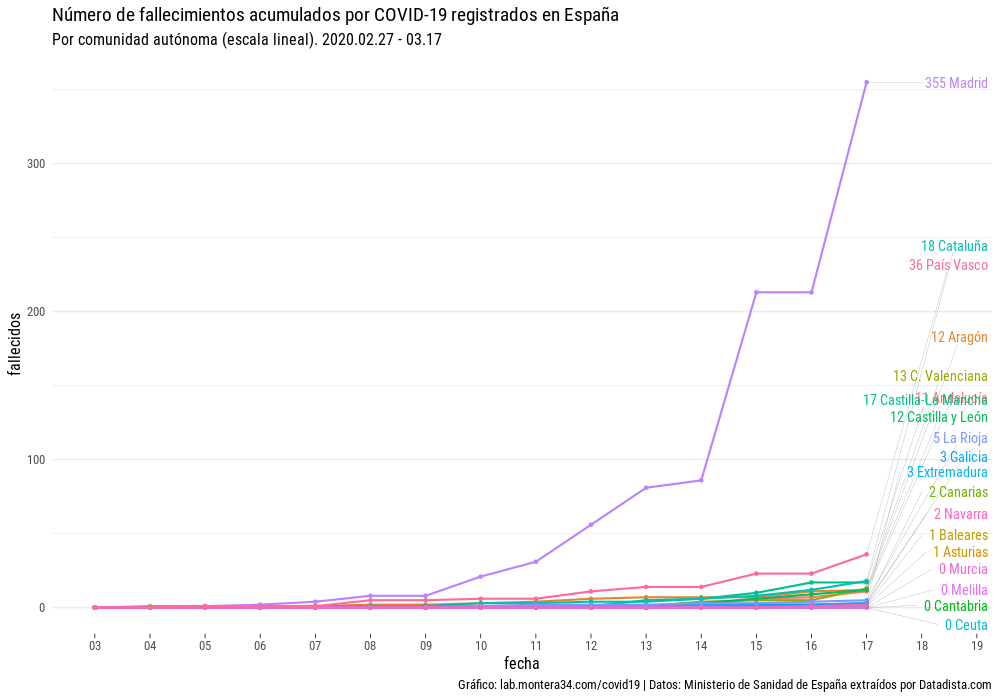 Número de fallecimientos acumulados por COVID-19 registrados en España
Por comunidad autónoma (escala lineal). 2020.02.27 - 03.17
fallecidos
300
200
100
0
355 Madrid
18 Cataluña
36 País Vasco
12 Aragón
13 C. Valenciana
11 Andalucía
17 Castilla-La Mancha
12 Castilla y León
5 La Rioja
3 Galicia
3 Extremadura
2 Canarias
2 Navarra
1 Baleares
1 Asturias
0 Murcia
0 Melilla
0 Cantabria
0 Ceuta
03 04 05 06 07 08 09 10 11 12 13 14 15 16 17 18 19
fecha
Gráfico: lab.montera34.com/covid19 | Datos: Ministerio de Sanidad de España extraídos por Datadista.com